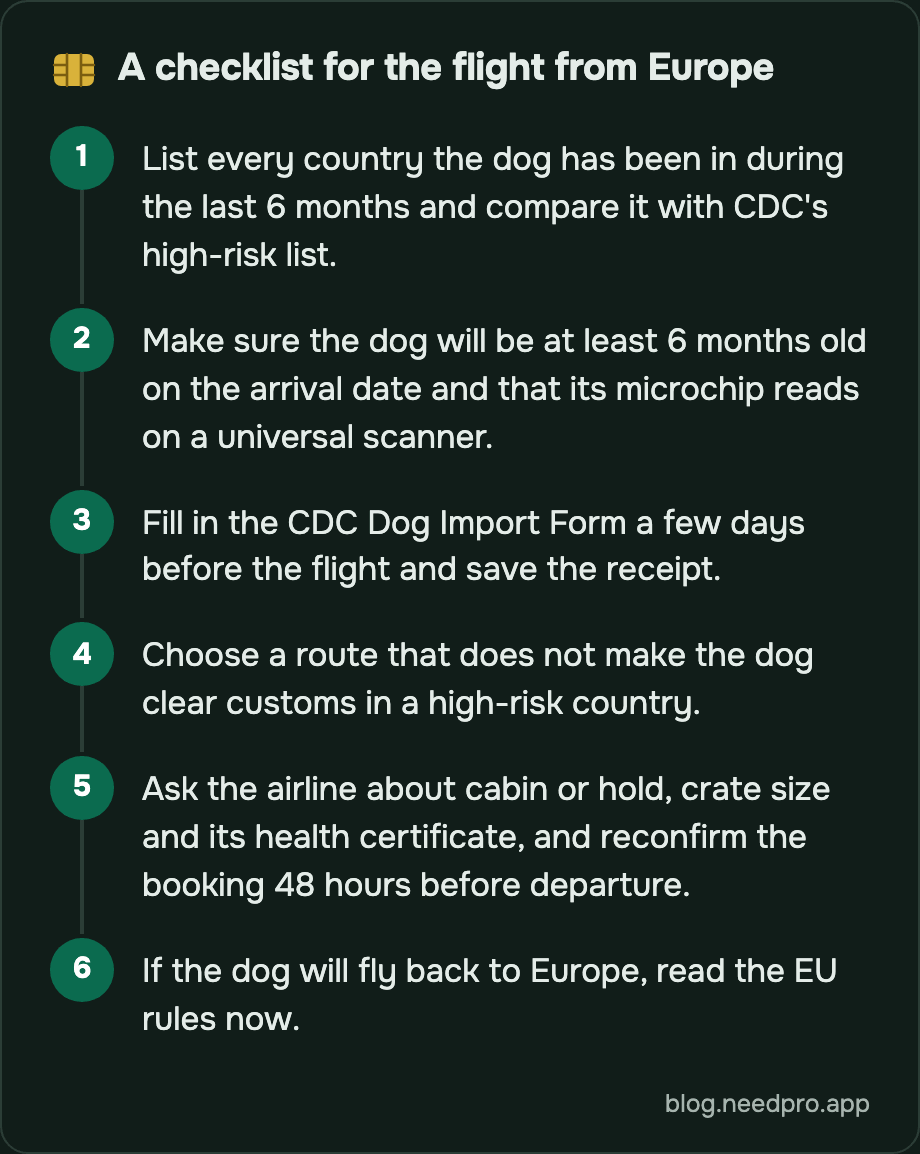 A checklist for the flight from Europe
1
List every country the dog has been in during
the last 6 months and compare it with CDC's
high-risk list.
2
Make sure the dog will be at least 6 months old
on the arrival date and that its microchip reads
on a universal scanner.
3
Fill in the CDC Dog Import Form a few days
before the flight and save the receipt.
4
Choose a route that does not make the dog
clear customs in a high-risk country.
5
Ask the airline about cabin or hold, crate size
and its health certificate, and reconfirm the
booking 48 hours before departure.
6
If the dog will fly back to Europe, read the EU
rules now.
blog.needpro.app